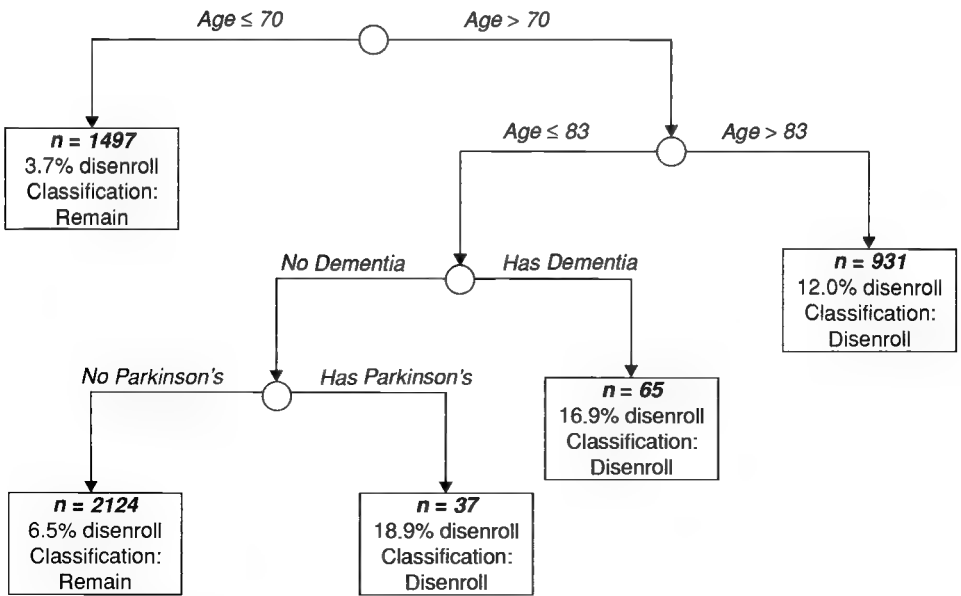 Age ≤ 70
Age > 70
n = 1497
3.7% disenroll
Classification:
Remain
Age ≤ 83
Age > 83
n = 931
12.0% disenroll
Classification:
Disenroll
No Dementia
Has Dementia
n = 65
16.9% disenroll
Classification:
Disenroll
No Parkinson's
Has Parkinson's
n = 2124
6.5% disenroll
Classification:
Remain
n = 37
18.9% disenroll
Classification:
Disenroll